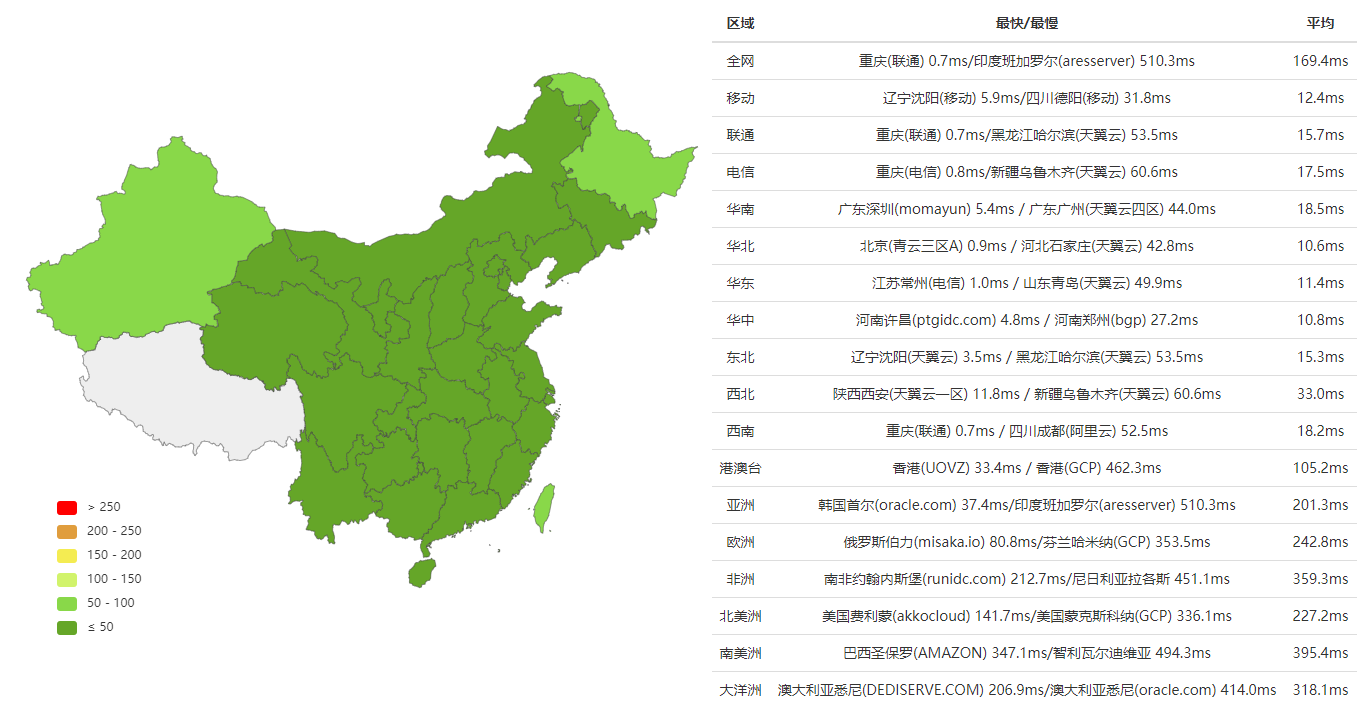 区域 最快/最慢 平均
全网 重庆(联通) 0.7ms/印度班加罗尔(aresserver) 510.3ms 169.4ms
移动 辽宁沈阳(移动) 5.9ms/四川德阳(移动) 31.8ms 12.4ms
联通 重庆(联通) 0.7ms/黑龙江哈尔滨(天翼云) 53.5ms 15.7ms
电信 重庆(电信) 0.8ms/新疆乌鲁木齐(天翼云) 60.6ms 17.5ms
华南 广东深圳(momayun) 5.4ms / 广东广州(天翼云四区) 44.0ms 18.5ms
华北 北京(青云三区A) 0.9ms / 河北石家庄(天翼云) 42.8ms 10.6ms
华东 江苏常州(电信) 1.0ms / 山东青岛(天翼云) 49.9ms 11.4ms
华中 河南许昌(ptgidc.com) 4.8ms / 河南郑州(bgp) 27.2ms 10.8ms
东北 辽宁沈阳(天翼云) 3.5ms / 黑龙江哈尔滨(天翼云) 53.5ms 15.3ms
西北 陕西西安(天翼云一区) 11.8ms / 新疆乌鲁木齐(天翼云) 60.6ms 33.0ms
西南 重庆(联通) 0.7ms / 四川成都(阿里云) 52.5ms 18.2ms
港澳台 香港(UOVZ) 33.4ms / 香港(GCP) 462.3ms 105.2ms
亚洲 韩国首尔(oracle.com) 37.4ms/印度班加罗尔(aresserver) 510.3ms 201.3ms
欧洲 俄罗斯伯力(misaka.io) 80.8ms/芬兰哈米纳(GCP) 353.5ms 242.8ms
非洲 南非约翰内斯堡(runidc.com) 212.7ms/尼日利亚拉各斯 451.1ms 359.3ms
北美洲 美国费利蒙(akkocloud) 141.7ms/美国蒙克斯科纳(GCP) 336.1ms 227.2ms
南美洲 巴西圣保罗(AMAZON) 347.1ms/智利瓦尔迪维亚 494.3ms 395.4ms
大洋洲 澳大利亚悉尼(DEDISERVE.COM) 206.9ms/澳大利亚悉尼(oracle.com) 414.0ms 318.1ms
> 250
200 - 250
150 - 200
100 - 150
50 - 100
≤ 50